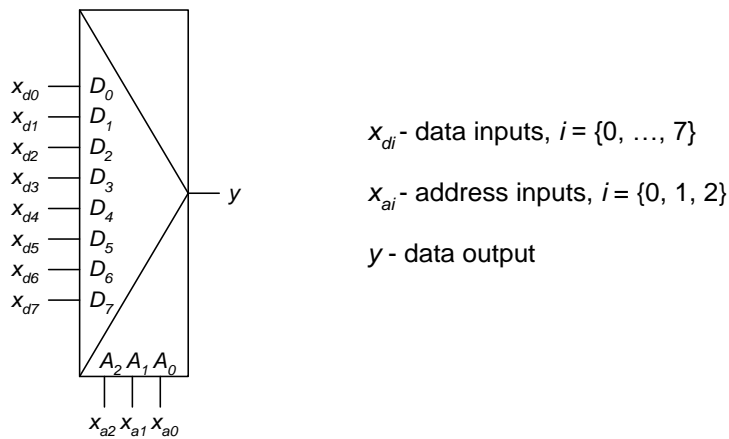 x_d0 D_0
x_d1 D_1
x_d2 D_2
x_d3 D_3
x_d4 D_4
x_d5 D_5
x_d6 D_6
x_d7 D_7
y
A_2 A_1 A_0
x_a2 x_a1 x_a0
x_di - data inputs, i = {0, …, 7}
x_ai - address inputs, i = {0, 1, 2}
y - data output